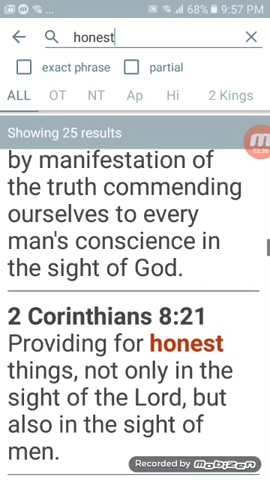 68% 9:57 PM
honest
exact phrase partial
ALL OT NT Ap Hi 2 Kings
Showing 25 results
by manifestation of
the truth commending
ourselves to every
man's conscience in
the sight of God.
2 Corinthians 8:21
Providing for honest
things, not only in the
sight of the Lord, but
also in the sight of
men.
Recorded by mobizen